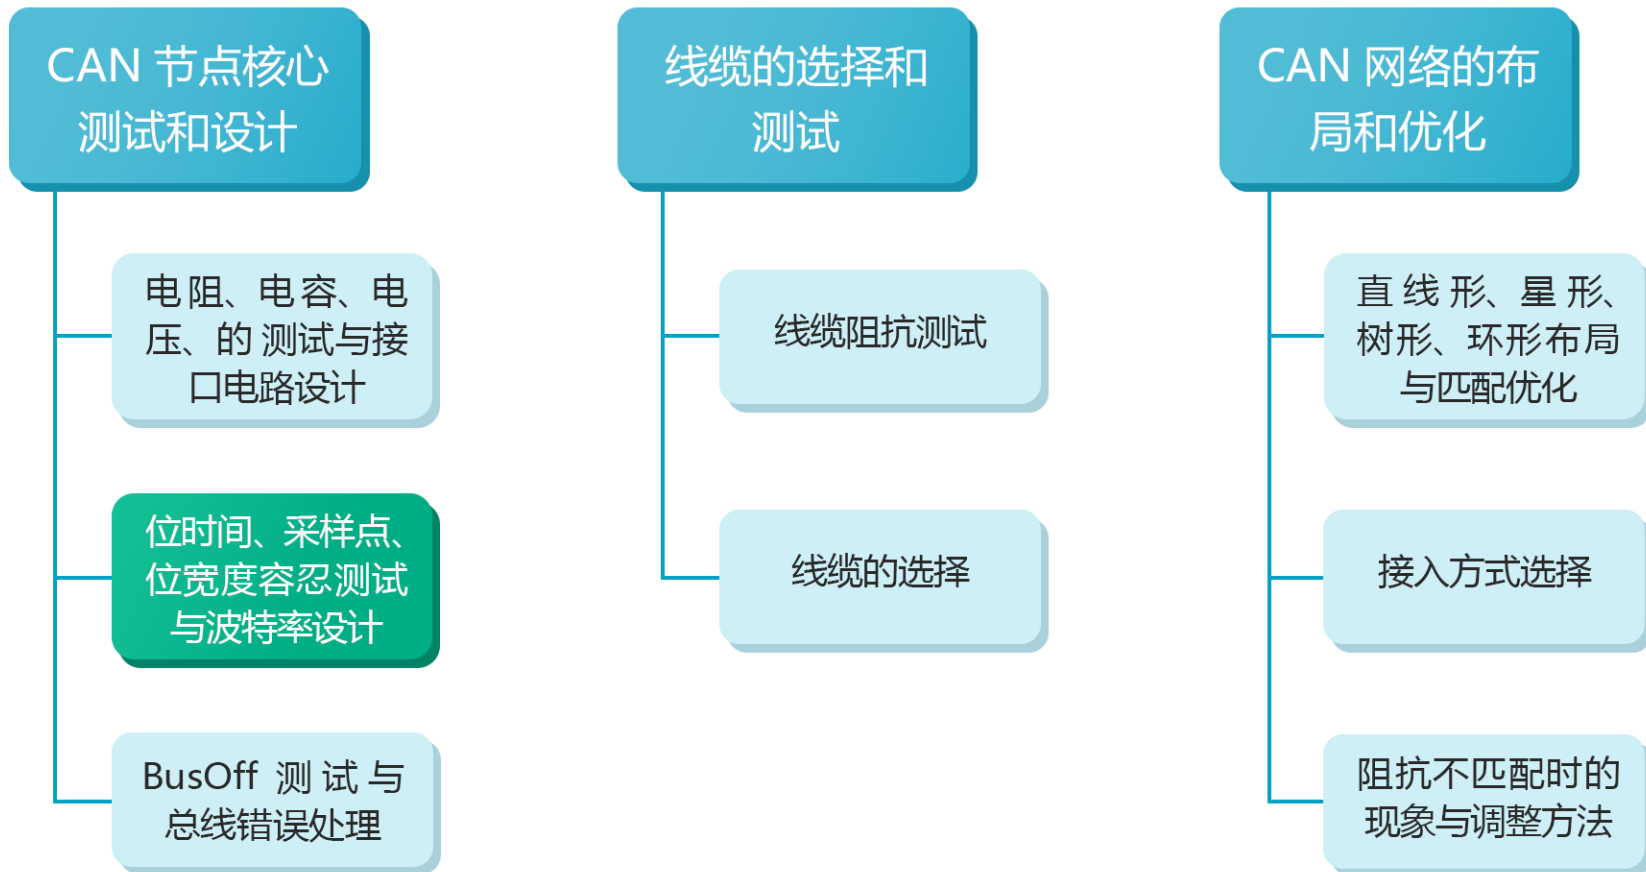 CAN 节点核心
测试和设计
电阻、电容、电
压、的 测试与接
口电路设计
位时间、采样点、
位宽度容忍测试
与波特率设计
BusOff 测试与
总线错误处理
线缆的选择和
测试
线缆阻抗测试
线缆的选择
CAN 网络的布
局和优化
直线形、星形、
树形、环形布局
与匹配优化
接入方式选择
阻抗不匹配时的
现象与调整方法